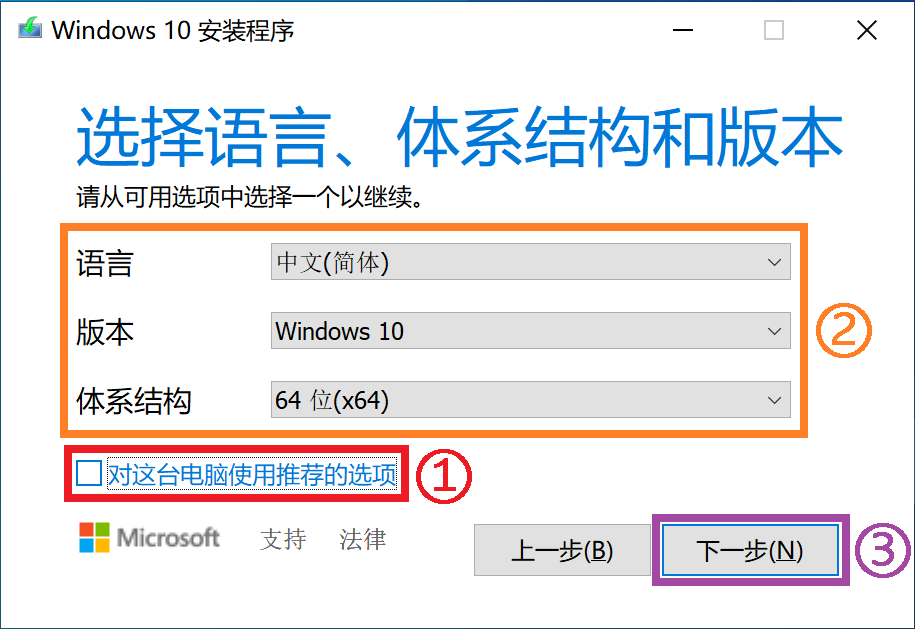 Windows 10 安装程序
选择语言、体系结构和版本
请从可用选项中选择一个以继续。
语言 中文(简体)
版本 Windows 10
②
体系结构 64 位(x64)
对这台电脑使用推荐的选项 ①
Microsoft 支持 法律
上一步(B) 下一步(N) ③